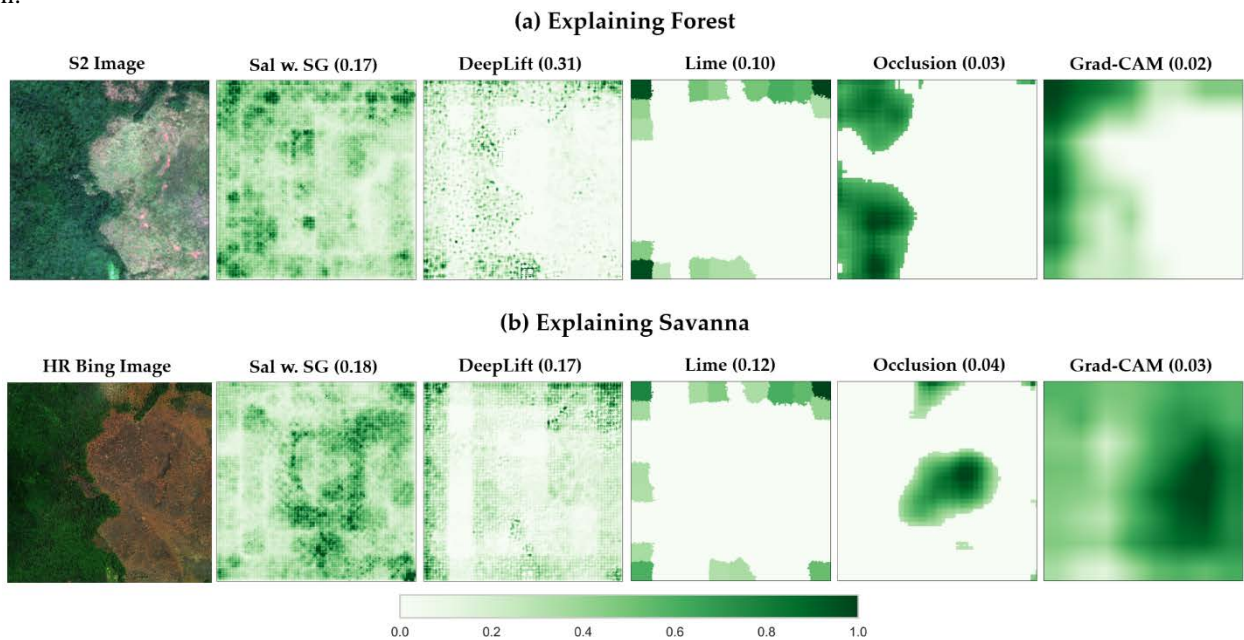 (a) Explaining Forest
S2 Image Sal w. SG (0.17) DeepLift (0.31) Lime (0.10) Occlusion (0.03) Grad-CAM (0.02)
(b) Explaining Savanna
HR Bing Image Sal w. SG (0.18) DeepLift (0.17) Lime (0.12) Occlusion (0.04) Grad-CAM (0.03)
0.0 0.2 0.4 0.6 0.8 1.0